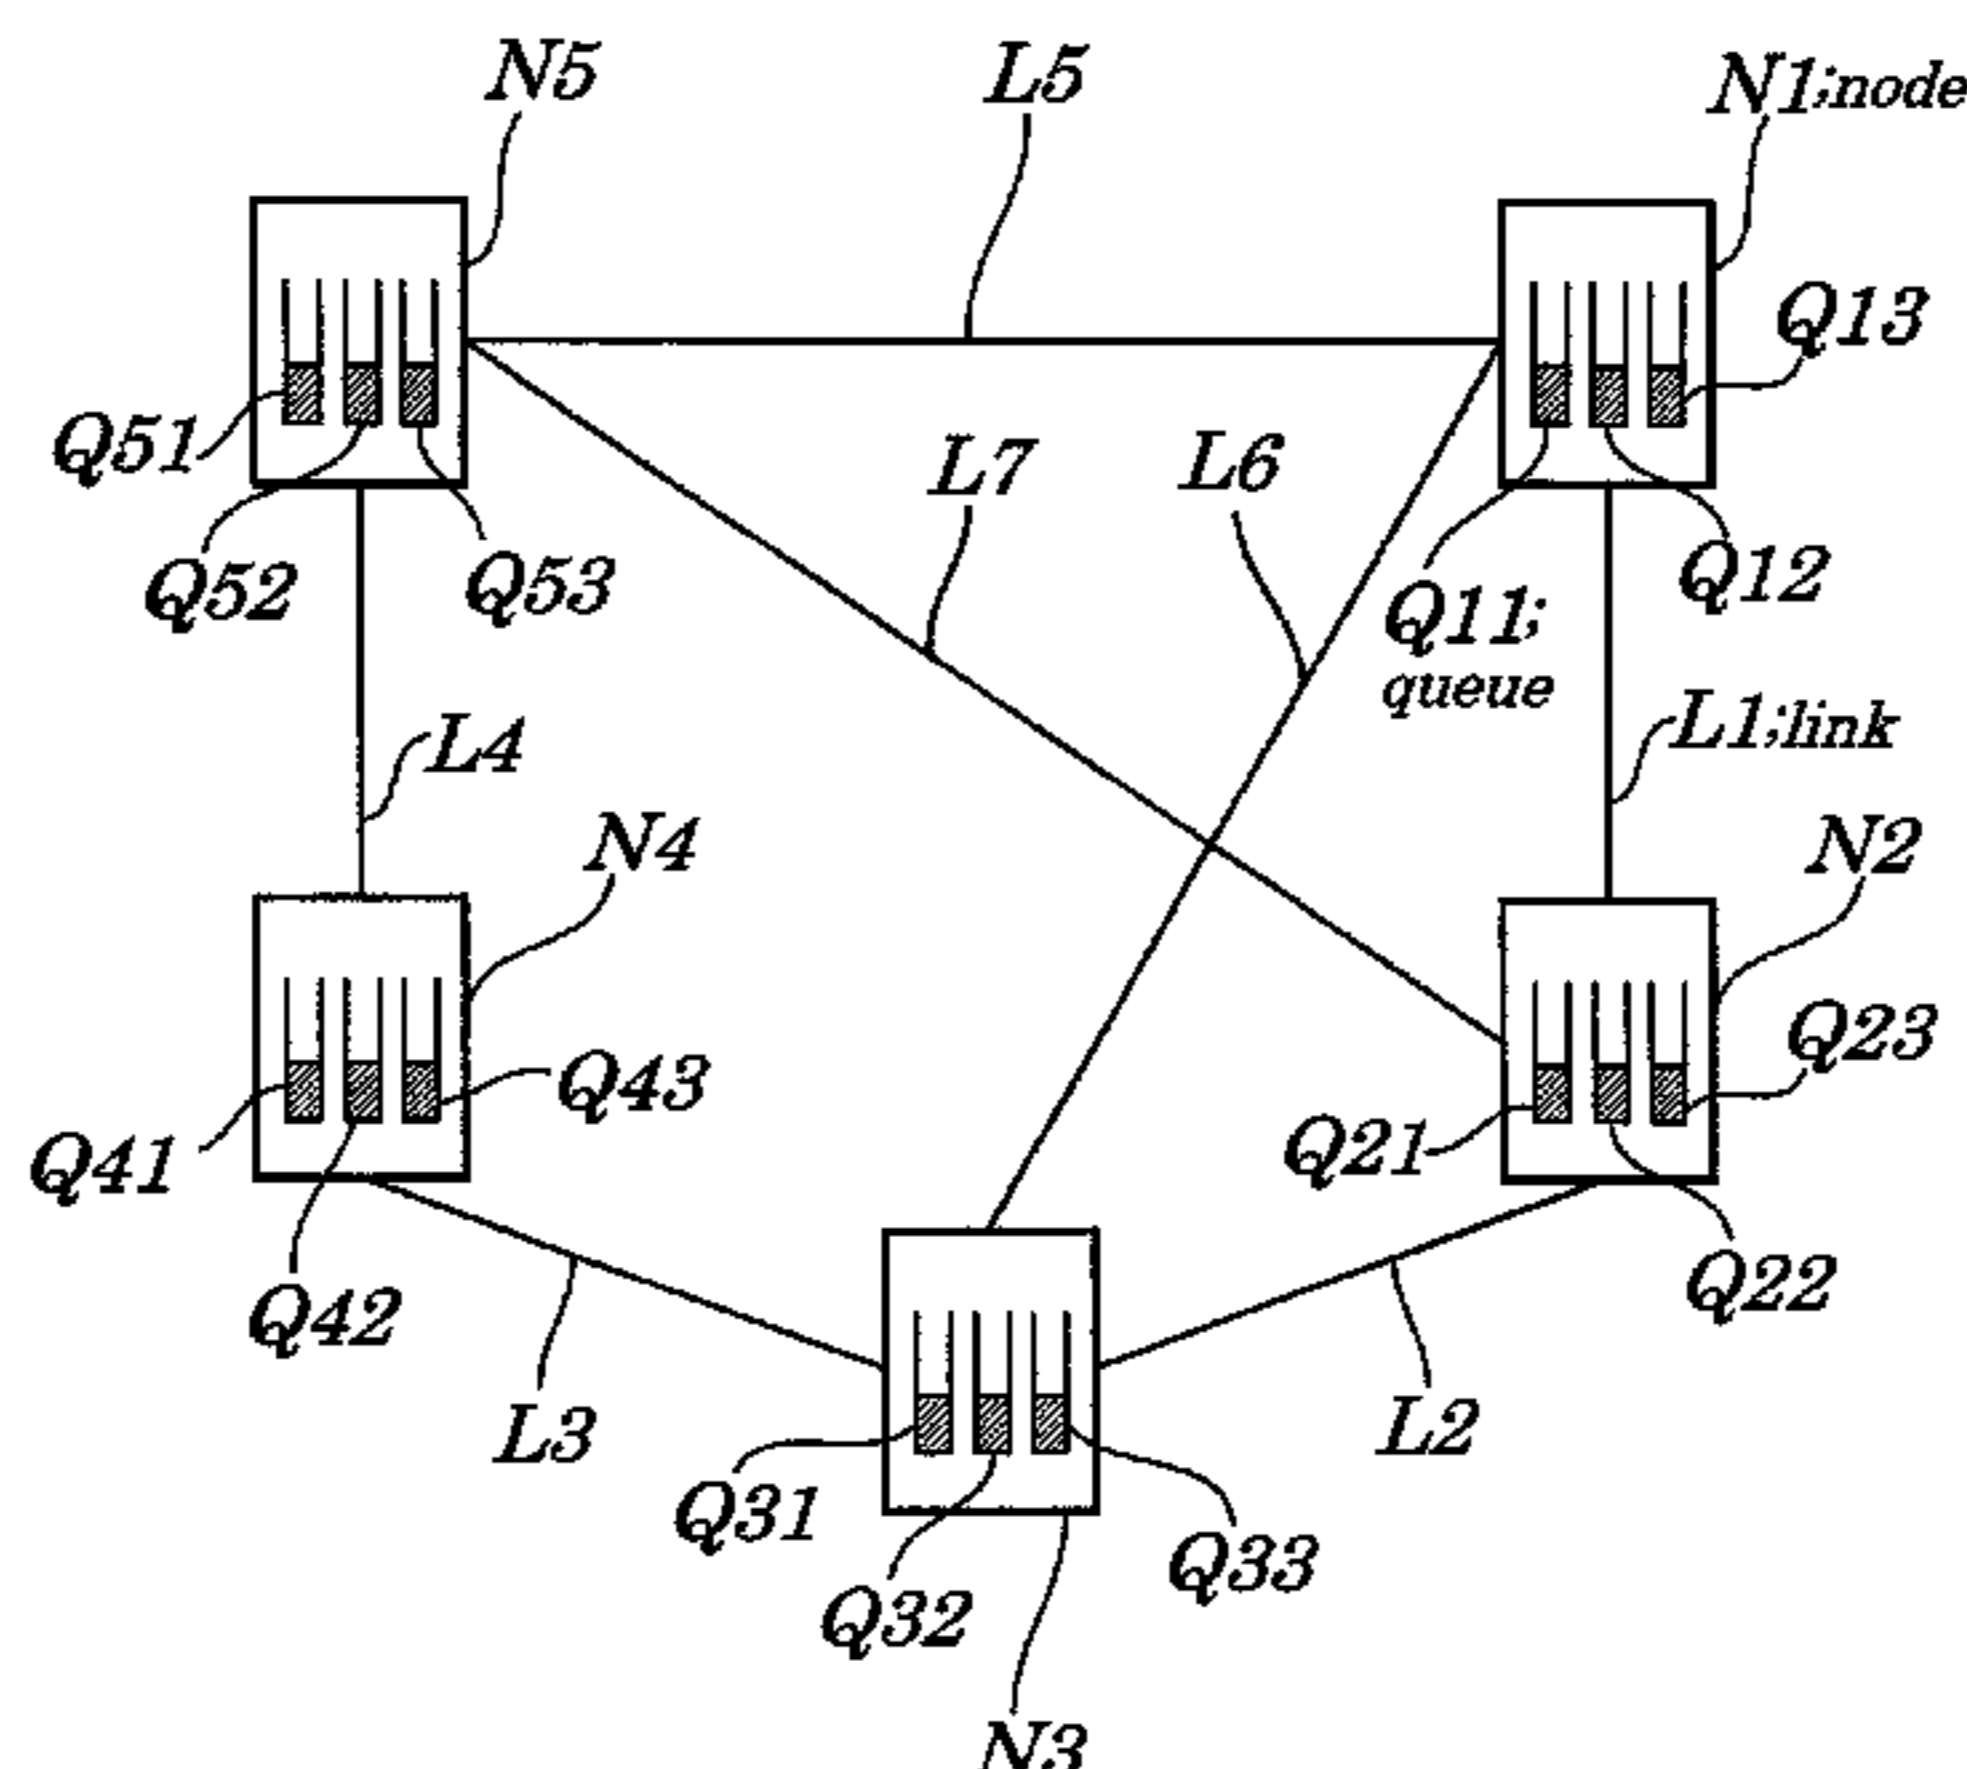 N5
L5
N1;node
Q13
Q51
L7
L6
Q52
Q53
Q11;
queue
Q12
L4
L1;link
N4
N2
Q43
Q23
Q41
Q21
Q42
Q22
L3
L2
Q31
Q33
Q32
N3